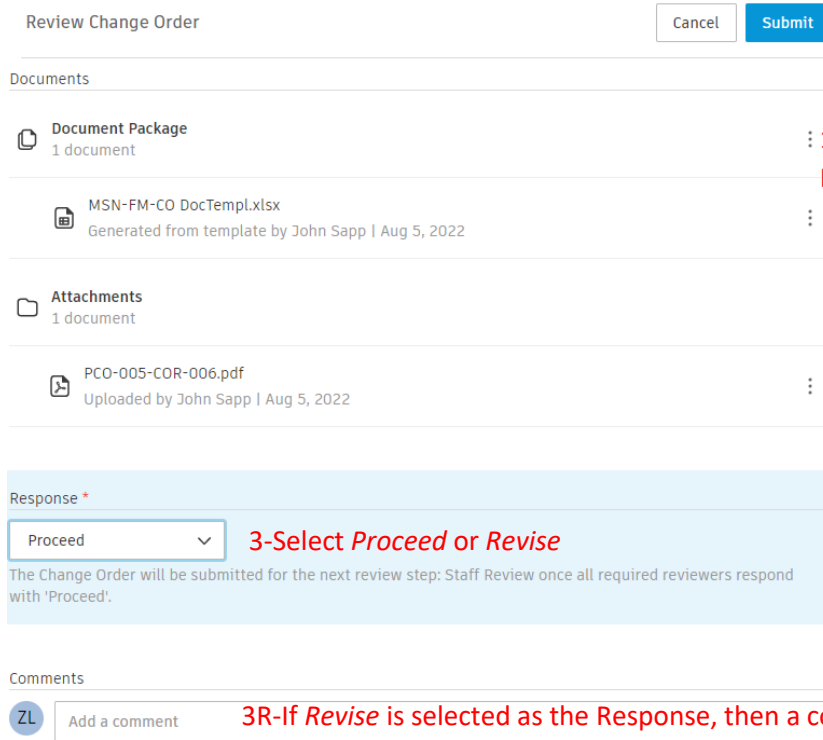 Review Change Order
Cancel
Submit
Documents
Document Package
1 document
MSN-FM-CO DocTempl.xlsx
Generated from template by John Sapp | Aug 5, 2022
Attachments
1 document
PCO-005-COR-006.pdf
Uploaded by John Sapp | Aug 5, 2022
Response *
Proceed
3-Select Proceed or Revise
The Change Order will be submitted for the next review step: Staff Review once all required reviewers respond
with 'Proceed'.
Comments
ZL
Add a comment
3R-If Revise is selected as the Response, then a